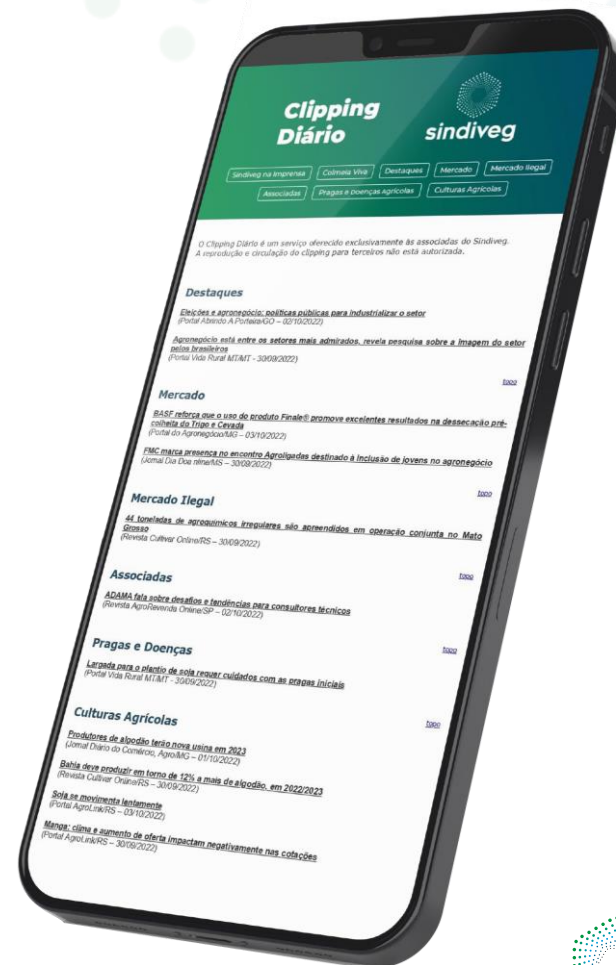 Clipping
Diário
sindiveg
Sindiveg na Imprensa Colmeia Viva Destaques Mercado Mercado Ilegal
Associadas Pragas e Doenças Agrícolas Culturas Agrícolas
O Clipping Diário é um serviço oferecido exclusivamente às associadas do Sindiveg.
A reprodução e circulação do clipping para terceiros não está autorizada.
Destaques
Eleições e agronegócio: políticas públicas para industrializar o setor
(Portal Abrindo A Porteira/GO – 02/10/2022)
Agronegócio está entre os setores mais admirados, revela pesquisa sobre a imagem do setor
pelos brasileiros
(Portal Vida Rural MT/MT - 30/09/2022)
topo
Mercado
BASF reforça que o uso do produto Finale® promove excelentes resultados na dessecação pré-
colheita do Trigo e Cevada
(Portal do Agronegócio/MG – 03/10/2022)
FMC marca presença no encontro Agroligadas destinado à inclusão de jovens no agronegócio
(Jornal Dia Dia Online/MS – 30/09/2022)
topo
Mercado Ilegal
44 toneladas de agroquímicos irregulares são apreendidos em operação conjunta no Mato
Grosso
(Revista Cultivar Online/RS – 30/09/2022)
topo
Associadas
ADAMA fala sobre desafios e tendências para consultores técnicos
(Revista AgroRevenda Online/SP – 02/10/2022)
topo
Pragas e Doenças
Largada para o plantio de soja requer cuidados com as pragas iniciais
(Portal Vida Rural MT/MT - 30/09/2022)
topo
Culturas Agrícolas
Produtores de algodão terão nova usina em 2023
(Jornal Diário do Comércio, Agro/MG – 01/10/2022)
Bahia deve produzir em torno de 12% a mais de algodão, em 2022/2023
(Revista Cultivar Online/RS – 30/09/2022)
Soja se movimenta lentamente
(Portal AgroLink/RS – 03/10/2022)
Manga: clima e aumento de oferta impactam negativamente nas cotações
(Portal AgroLink/RS – 30/09/2022)